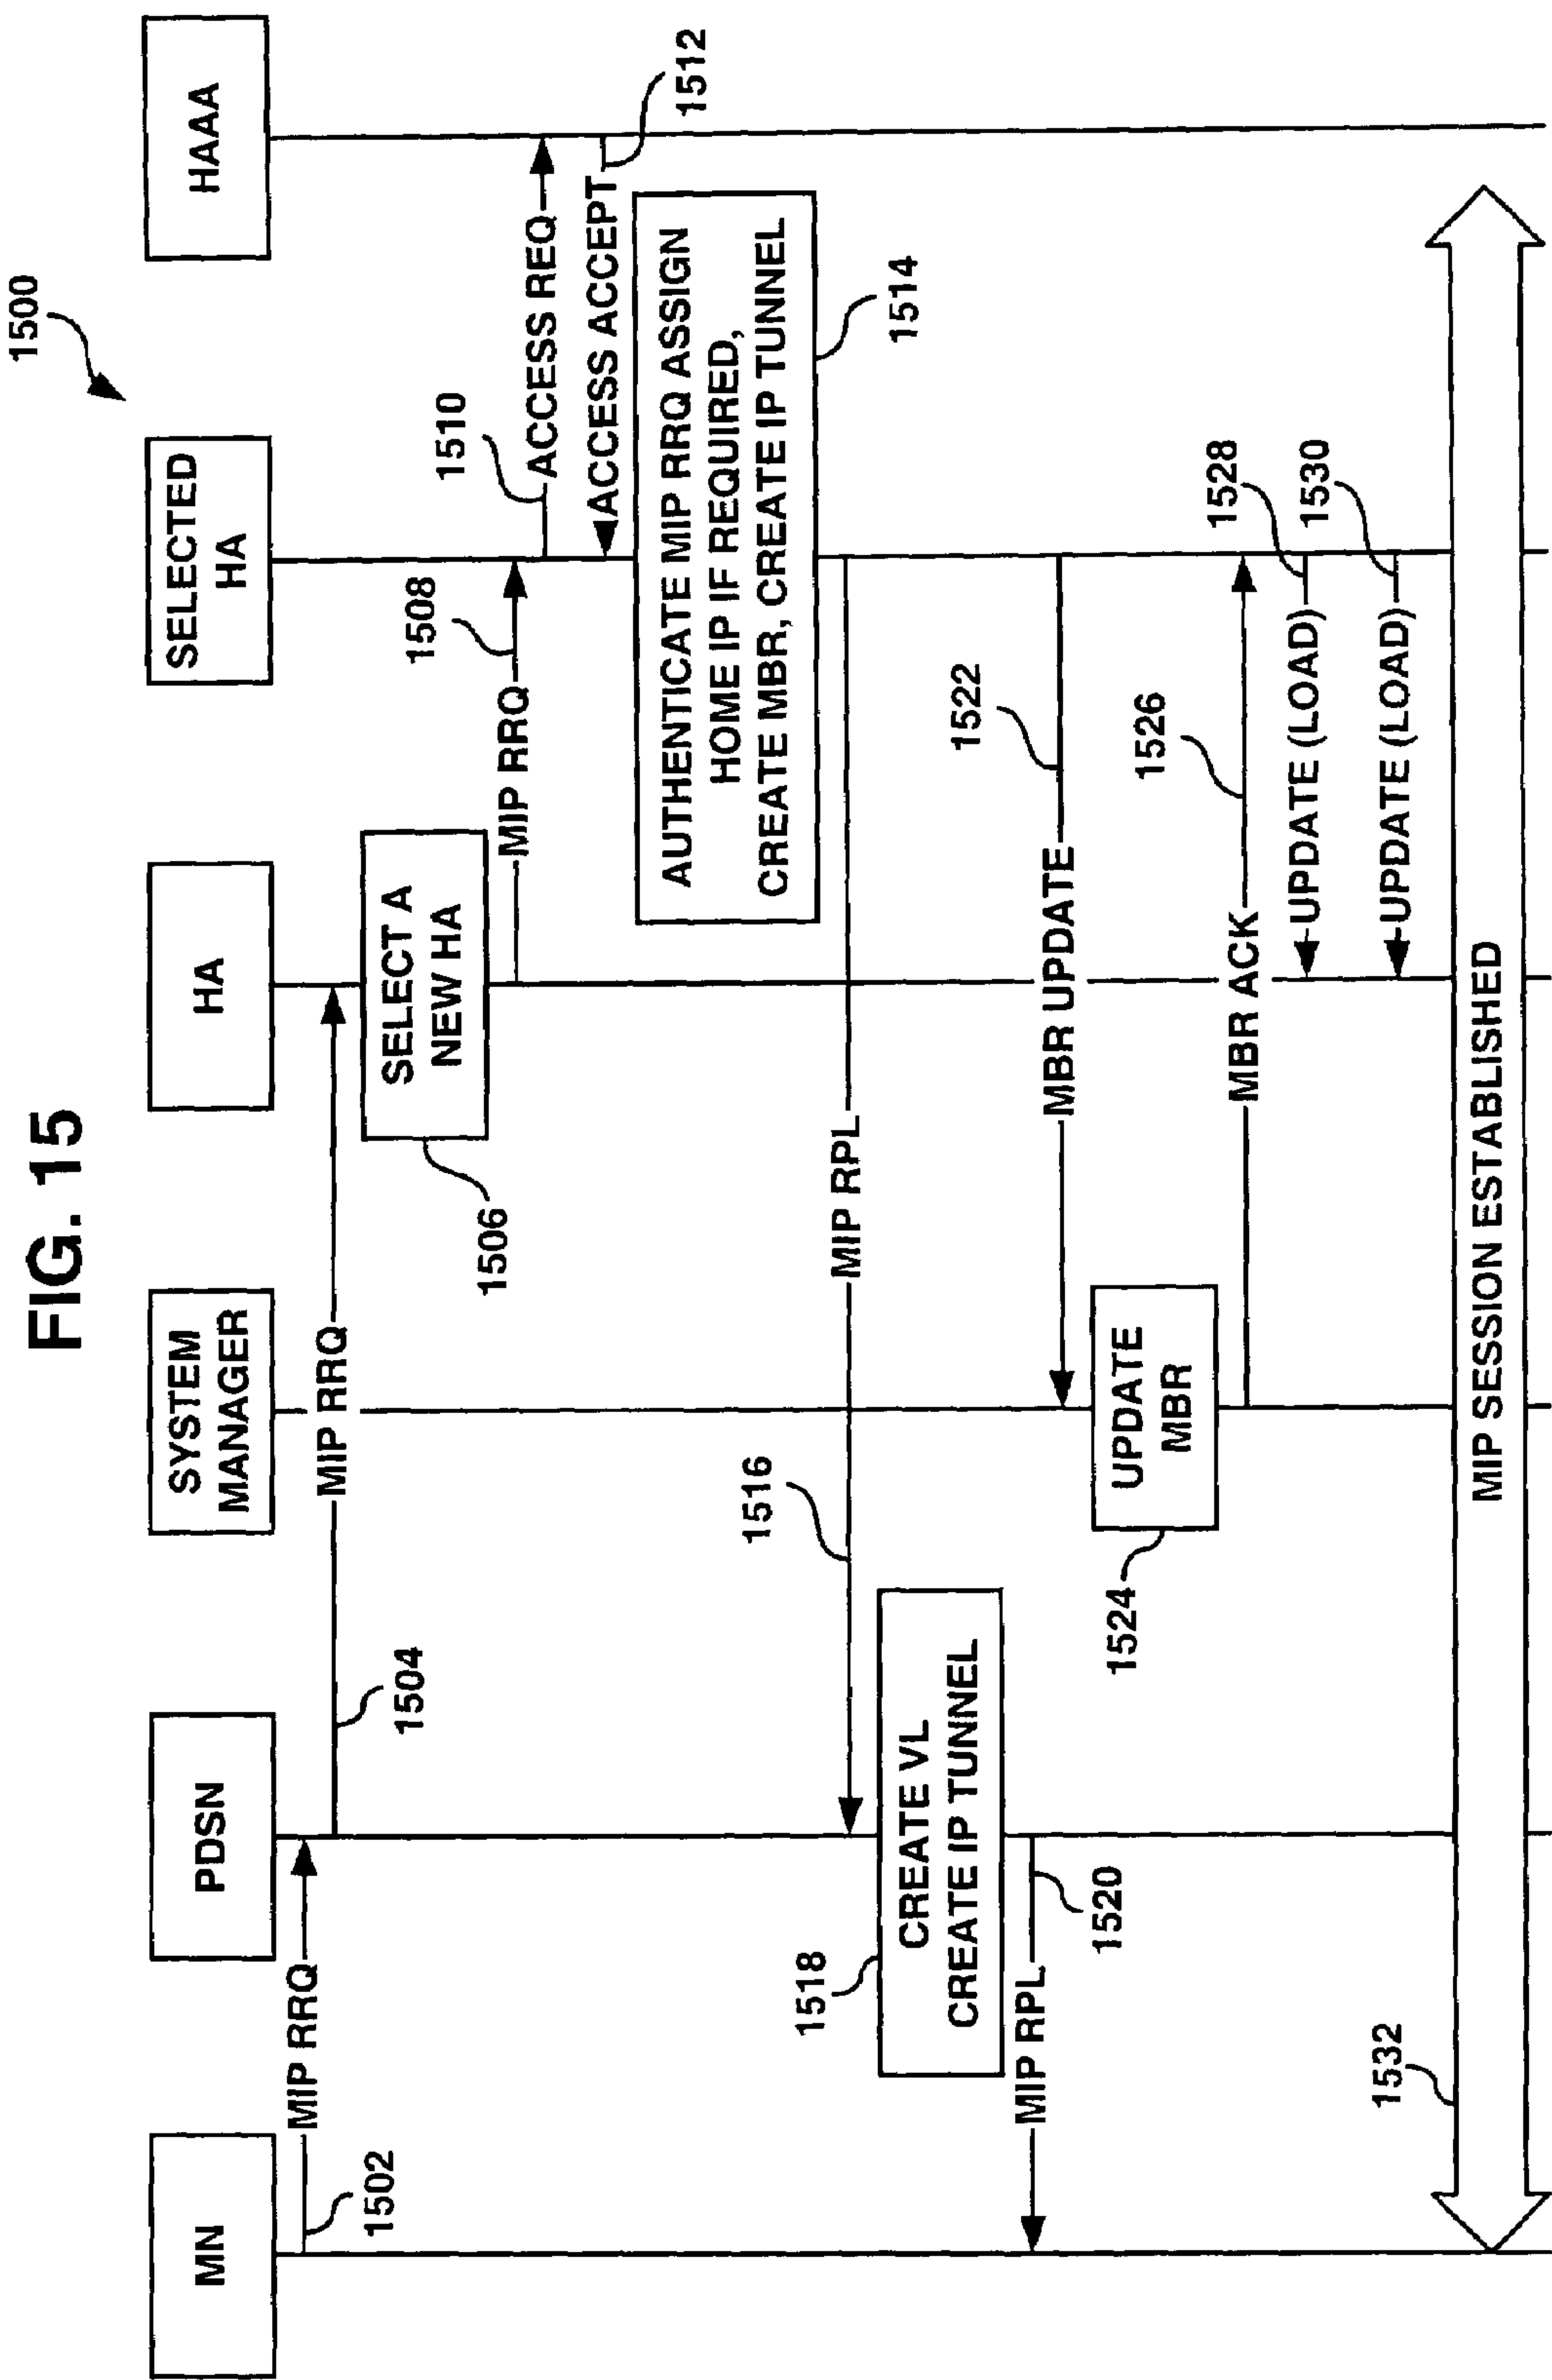 FIG. 15
1500
MN
PDSN
SYSTEM
MANAGER
HA
SELECTED
HA
HAAA
MIP RRQ
1502
MIP RRQ
1504
SELECT A
NEW HA
1506
MIP RRQ
1508
ACCESS REQ
1510
ACCESS ACCEPT
1512
AUTHENTICATE MIP RRQ ASSIGN
HOME IP IF REQUIRED,
CREATE MBR, CREATE IP TUNNEL
1514
MIP RPL
1516
CREATE VL
CREATE IP TUNNEL
1518
MIP RPL
1520
MBR UPDATE
1522
UPDATE
MBR
1524
MBR ACK
1526
UPDATE (LOAD)
1528
UPDATE (LOAD)
1530
MIP SESSION ESTABLISHED
1532